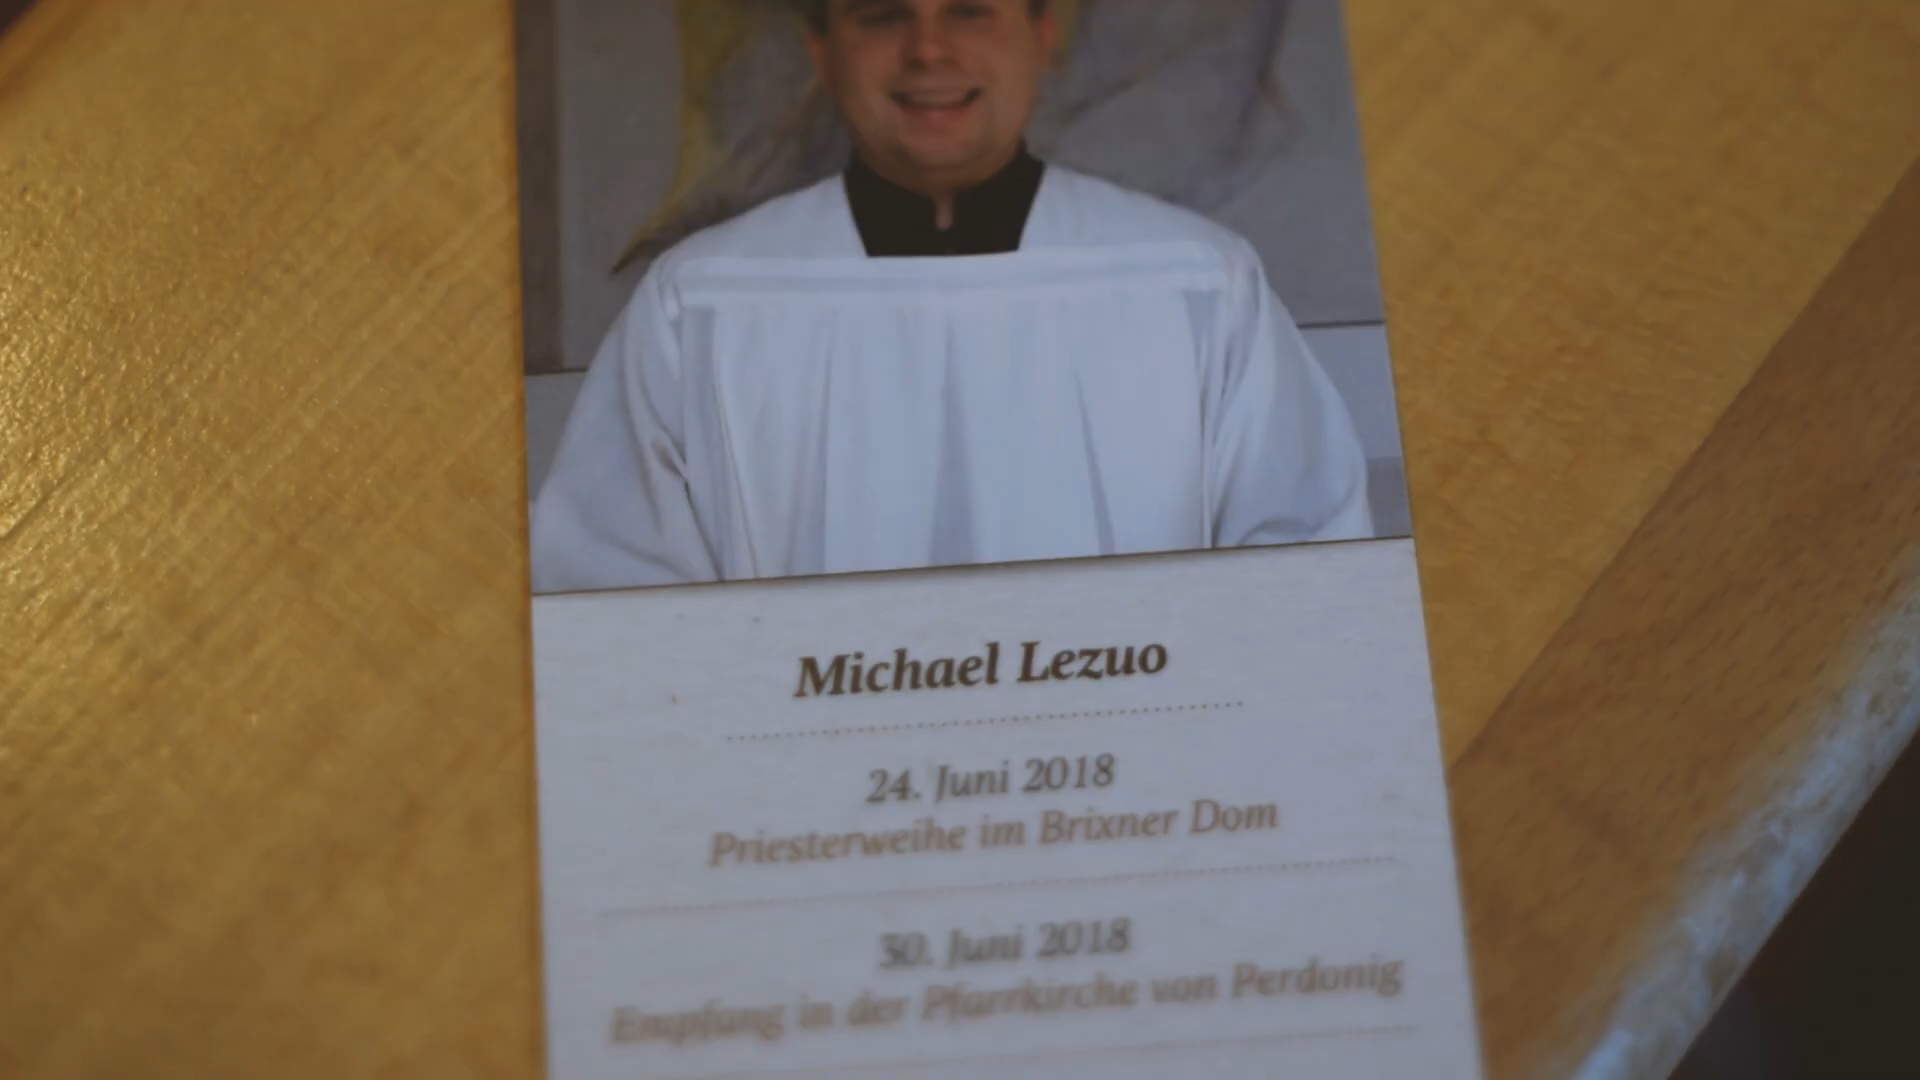 Michael Lezuo
24. Juni 2018
Priesterweihe im Brixner Dom
30. Juni 2018
Empfang in der Pfarrkirche von Perdonig